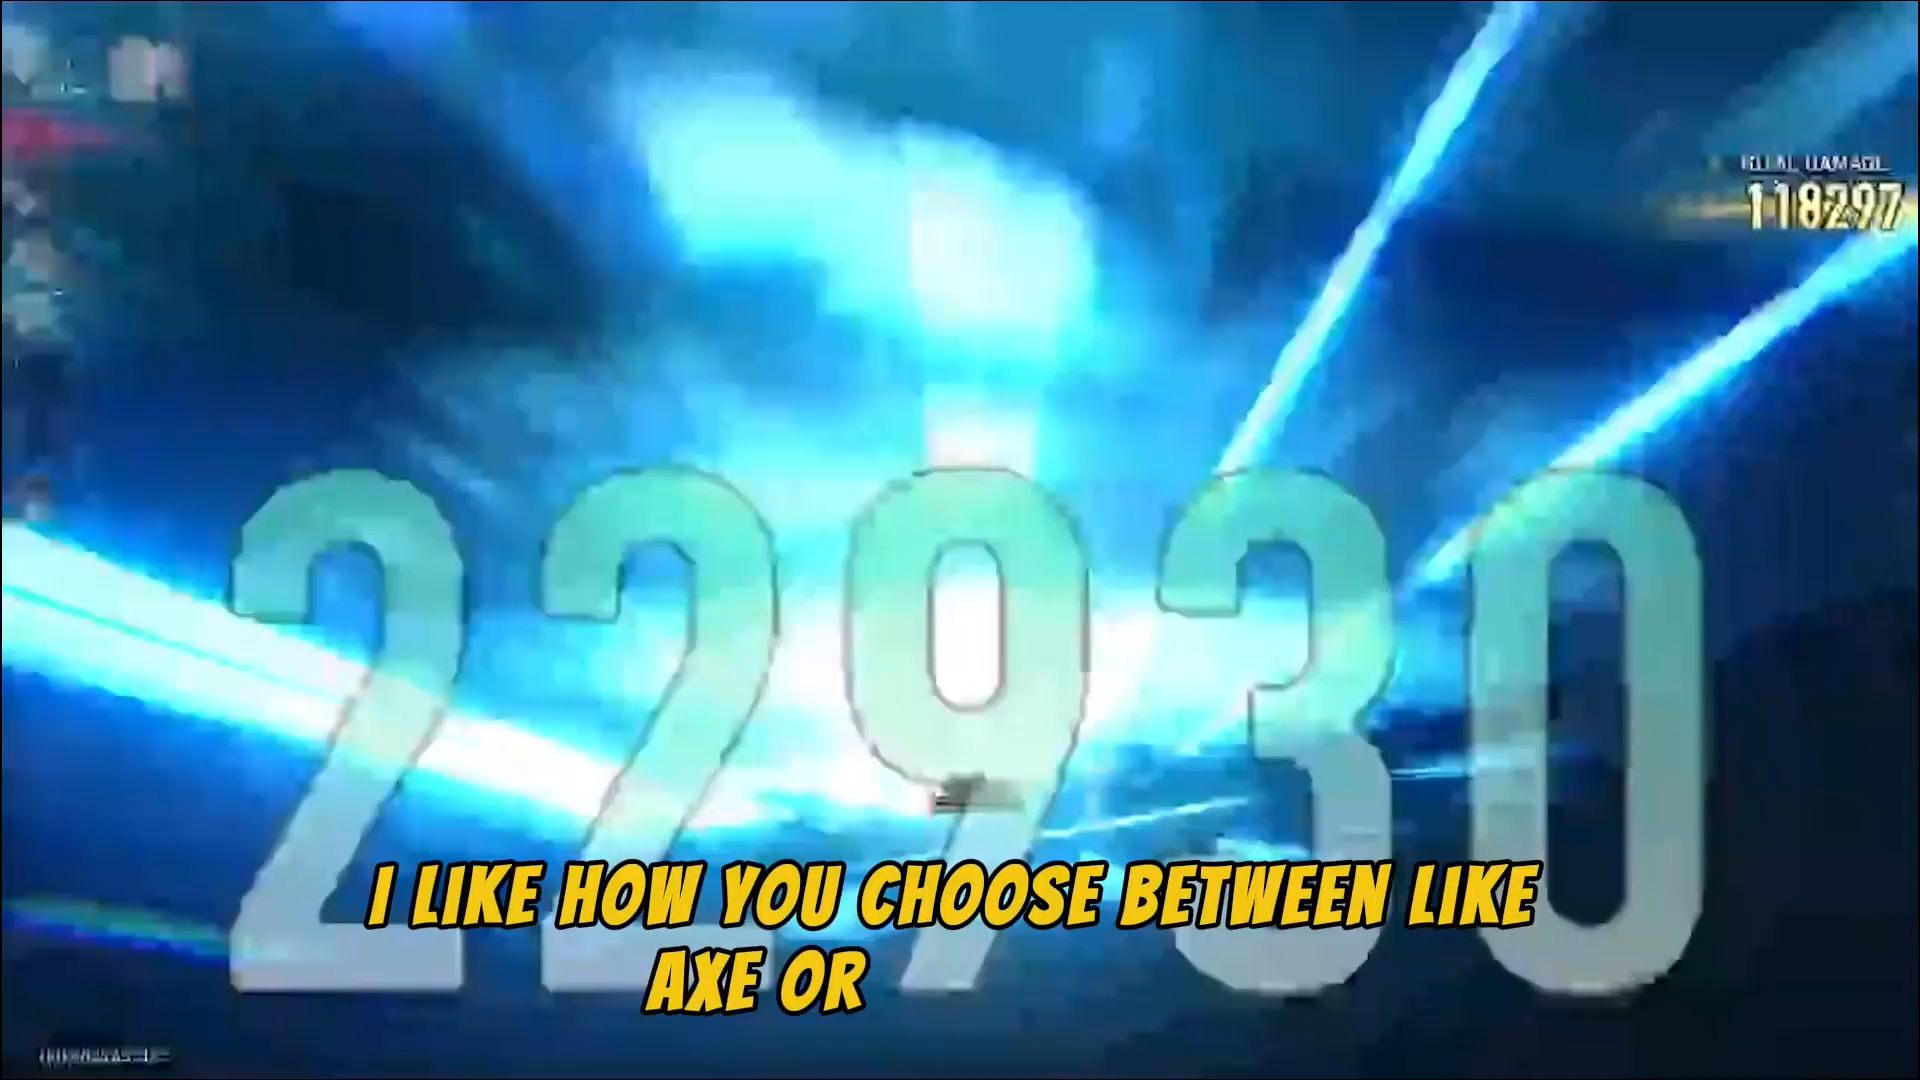 TOTAL DAMAGE
118297
22930
I LIKE HOW YOU CHOOSE BETWEEN LIKE
AXE OR